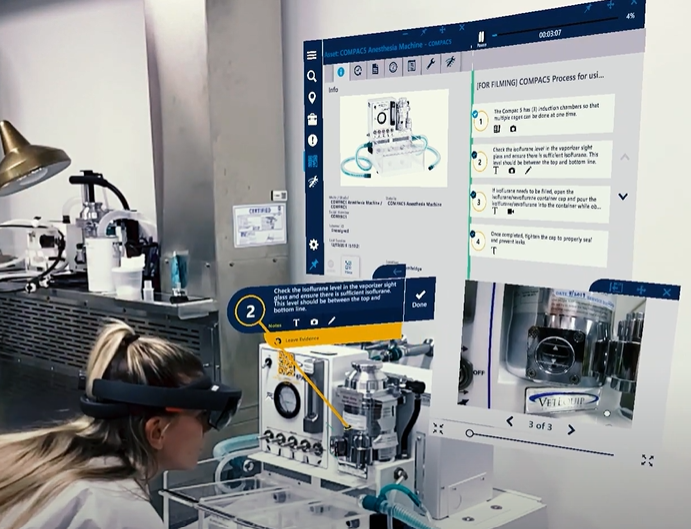 Asset: COMPAC5 Anesthesia Machine - COMPAC5
Pause
00:03:07
4%
Info
[FOR FILMING] COMPAC5 Process for usi...
1
The Compac 5 has (3) induction chambers so that
multiple cages can be done at one time.
2
Check the isoflurane level in the vaporizer sight
glass and ensure there is sufficient isoflurane. This
level should be between the top and bottom line.
3
If isoflurane needs to be filled, open the
isoflurane/sevoflurane container cap and pour the
isoflurane/sevoflurane into the container while ob...
4
Once completed, tighten the cap to properly seal
and prevent leaks.
COMPAC5 Anesthesia Machine /
COMPAC5
COMPAC5 Anesthesia Machine
CERTIFIED
2
Check the isoflurane level in the vaporizer sight
glass and ensure there is sufficient isoflurane.
This level should be between the top and
bottom line.
Notes
Done
Leave Evidence
OFF
VETEQUIP
3 of 3